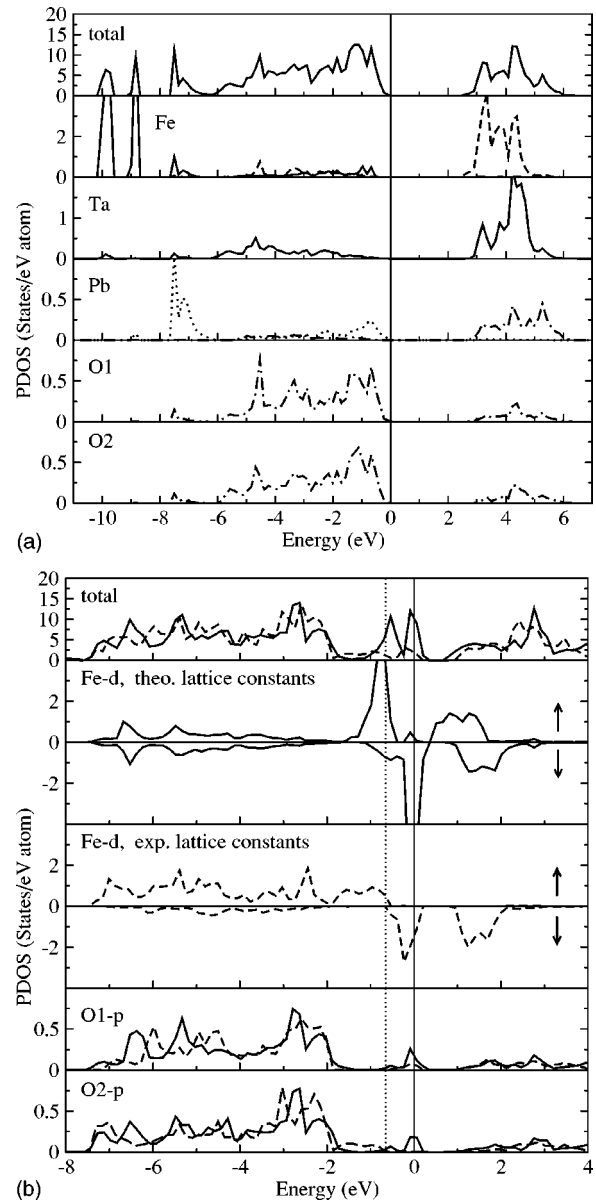 20
15
total
10
5
0
Fe
2
0
Ta
1
0
Pb
0.5
0
O1
0.5
0
O2
0.5
0
PDOS (States/eV atom)
-10 -8 -6 -4 -2 0 2 4 6
(a) Energy (eV)
20
total
15
10
5
0
Fe-d, theo. lattice constants
2
0
-2
Fe-d, exp. lattice constants
2
0
-2
O1-p
0.5
0
O2-p
0.5
0
PDOS (States/eV atom)
-8 -6 -4 -2 0 2 4
(b) Energy (eV)